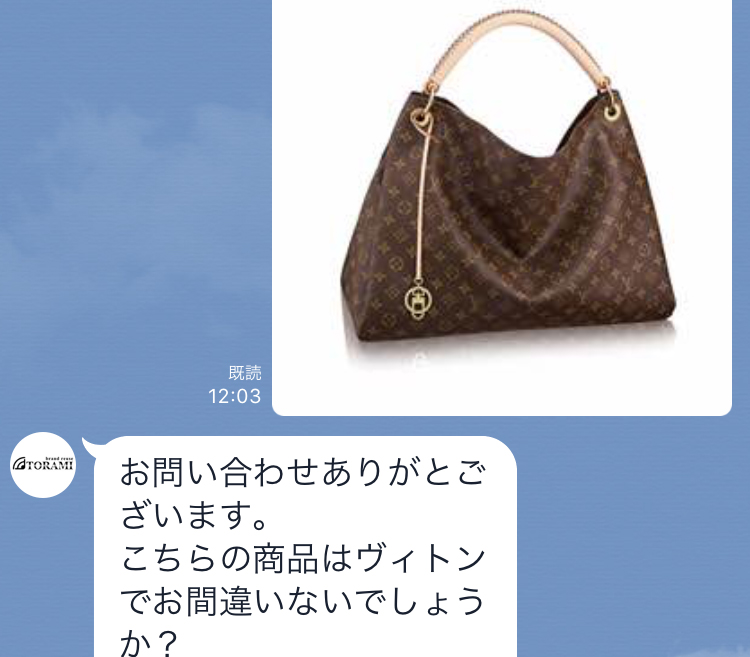 既読
12:03
brand reuse
TORAMI
お問い合わせありがとご
ざいます。
こちらの商品はヴィトン
でお間違いないでしょう
か？